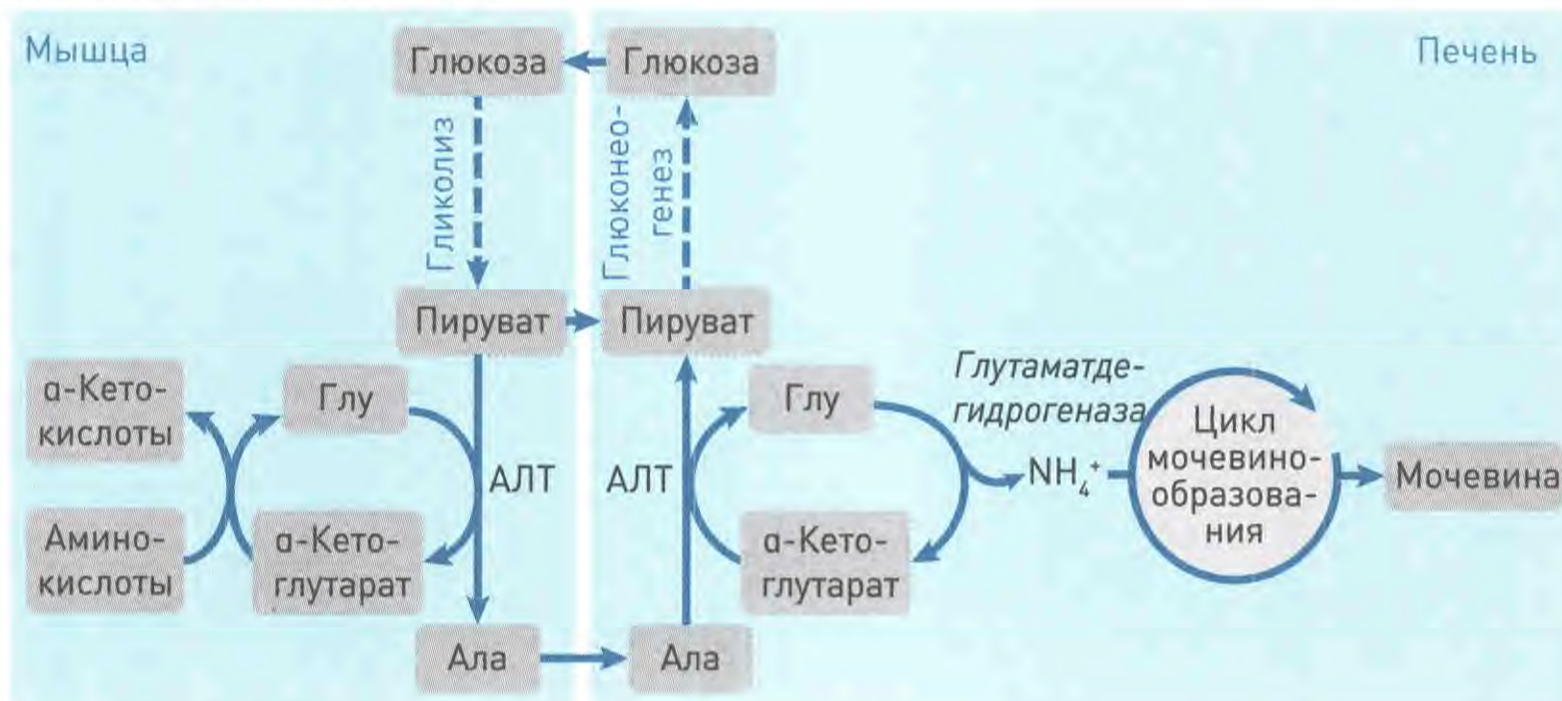 Мышца
Печень
Глюкоза
Глюкоза
Гликолиз
Глюконео-
генез
Пируват
Пируват
α-Кето-
кислоты
Глу
Амино-
кислоты
α-Кето-
глутарат
АЛТ
АЛТ
Глу
α-Кето-
глутарат
Глутаматде-
гидрогеназа
NH₄⁺
Цикл
мочевино-
образова-
ния
Мочевина
Ала
Ала